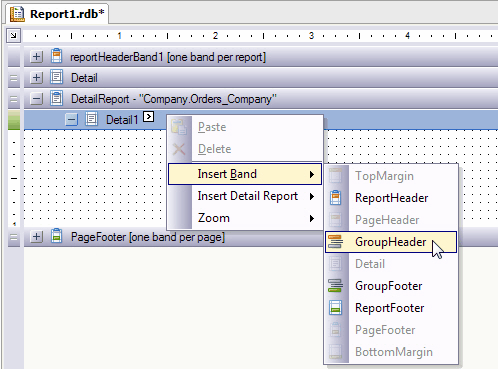 Report1.rdb*
1 2 3 4
reportHeaderBand1 [one band per report]
Detail
DetailReport - "Company.Orders_Company"
Detail1
Paste
Delete
Insert Band
Insert Detail Report
Zoom
TopMargin
ReportHeader
PageHeader
GroupHeader
Detail
GroupFooter
ReportFooter
PageFooter
BottomMargin
PageFooter [one band per page]